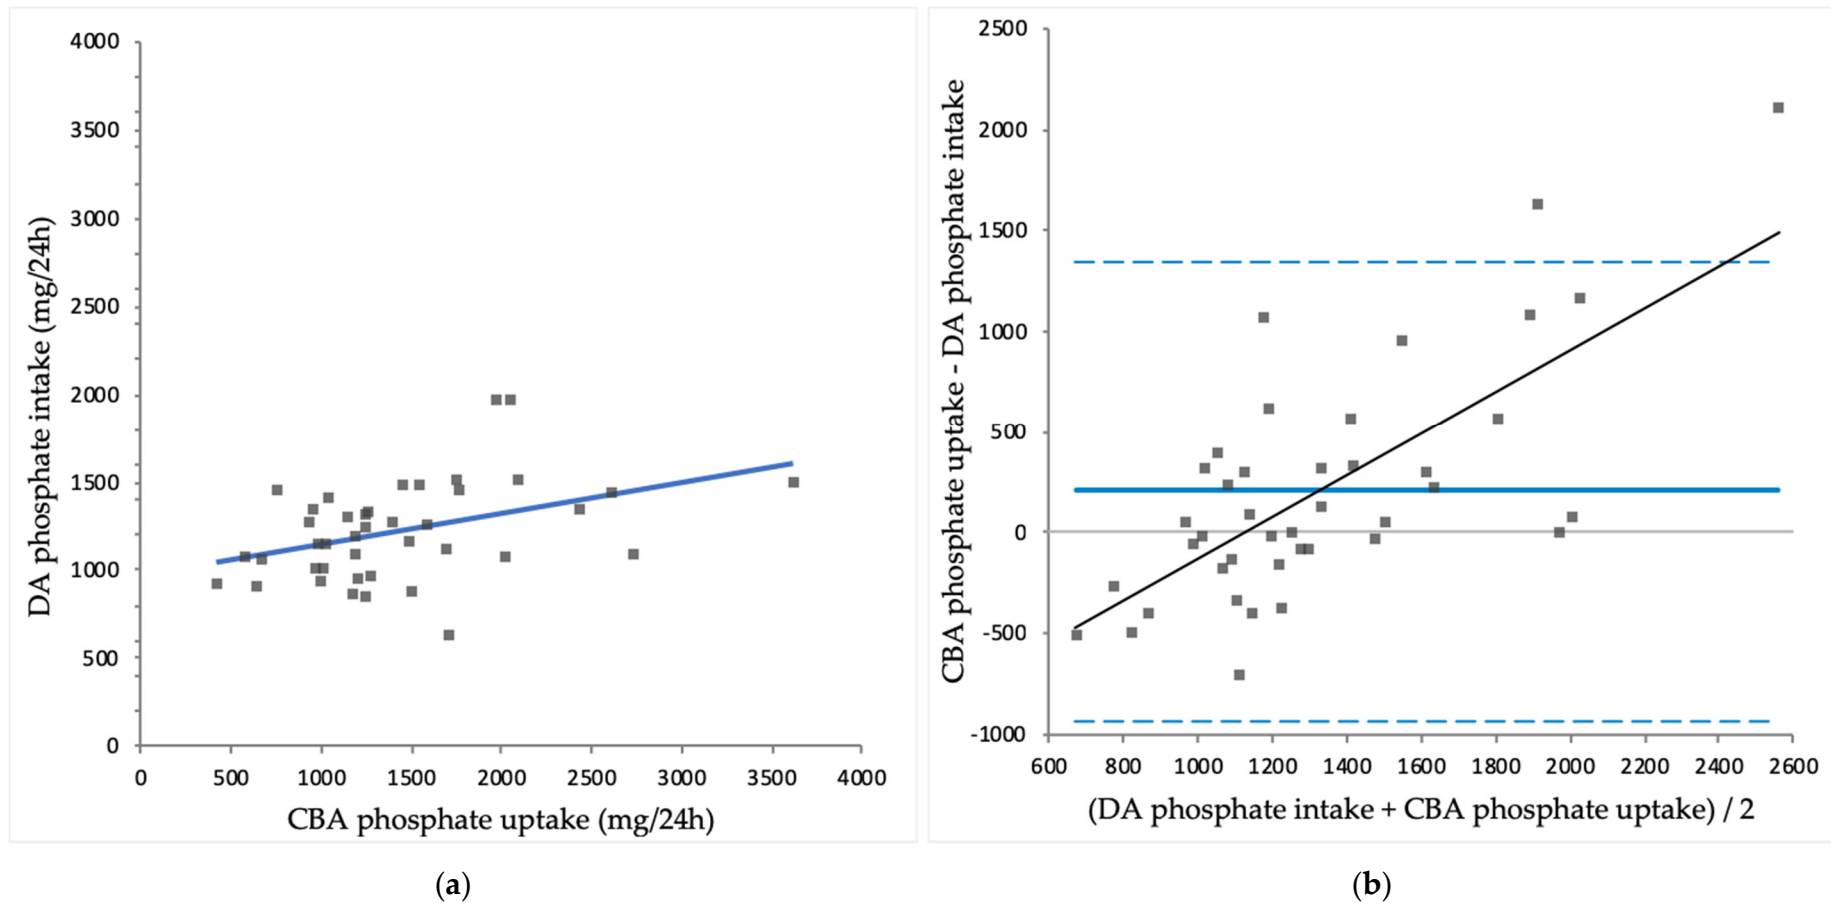 DA phosphate intake (mg/24h)
4000
3500
3000
2500
2000
1500
1000
500
0
0 500 1000 1500 2000 2500 3000 3500 4000
CBA phosphate uptake (mg/24h)
(a)
CBA phosphate uptake - DA phosphate intake
2500
2000
1500
1000
500
0
-500
-1000
600 800 1000 1200 1400 1600 1800 2000 2200 2400 2600
(DA phosphate intake + CBA phosphate uptake) / 2
(b)